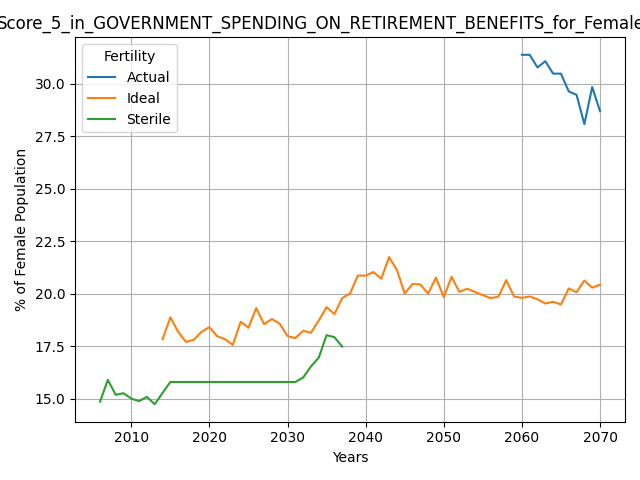 Score_5_in_GOVERNMENT_SPENDING_ON_RETIREMENT_BENEFITS_for_Female
Fertility
Actual
Ideal
Sterile
% of Female Population
30.0
27.5
25.0
22.5
20.0
17.5
15.0
2010 2020 2030 2040 2050 2060 2070
Years